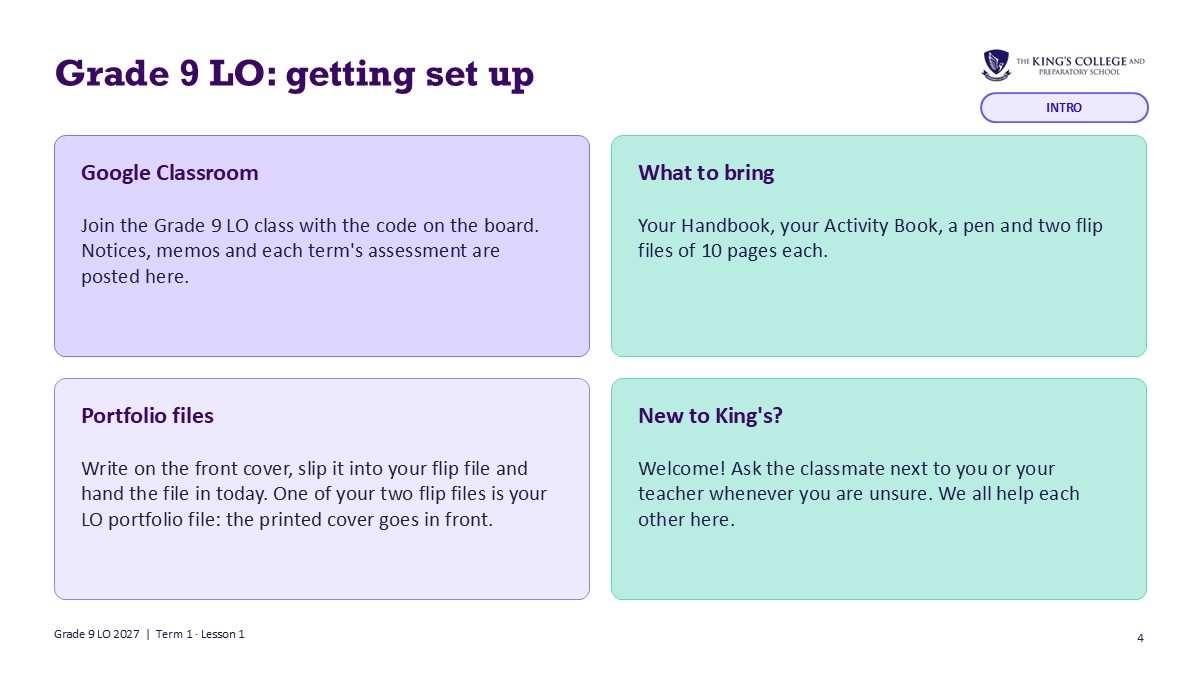 Grade 9 LO: getting set up
THE KING'S COLLEGE AND
PREPARATORY SCHOOL
INTRO
Google Classroom
Join the Grade 9 LO class with the code on the board.
Notices, memos and each term's assessment are
posted here.
What to bring
Your Handbook, your Activity Book, a pen and two flip
files of 10 pages each.
Portfolio files
Write on the front cover, slip it into your flip file and
hand the file in today. One of your two flip files is your
LO portfolio file: the printed cover goes in front.
New to King's?
Welcome! Ask the classmate next to you or your
teacher whenever you are unsure. We all help each
other here.
Grade 9 LO 2027 | Term 1 · Lesson 1
4